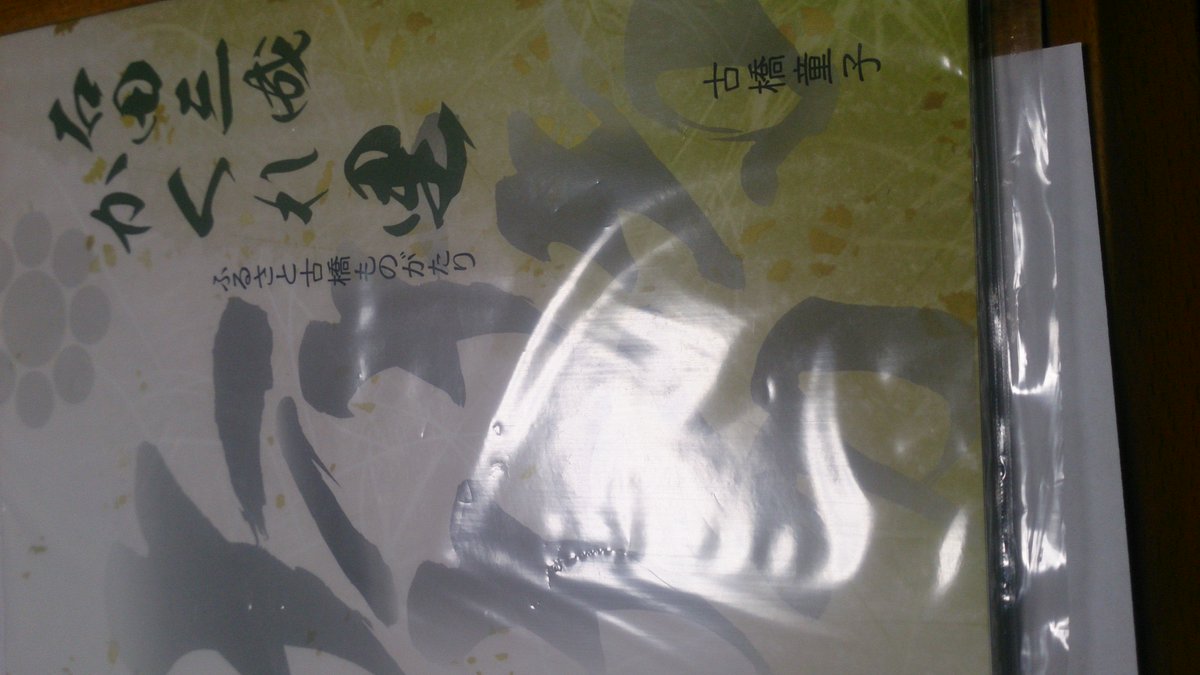 石田三成
かくれ里
ふるさと古橋ものがたり
古橋童子